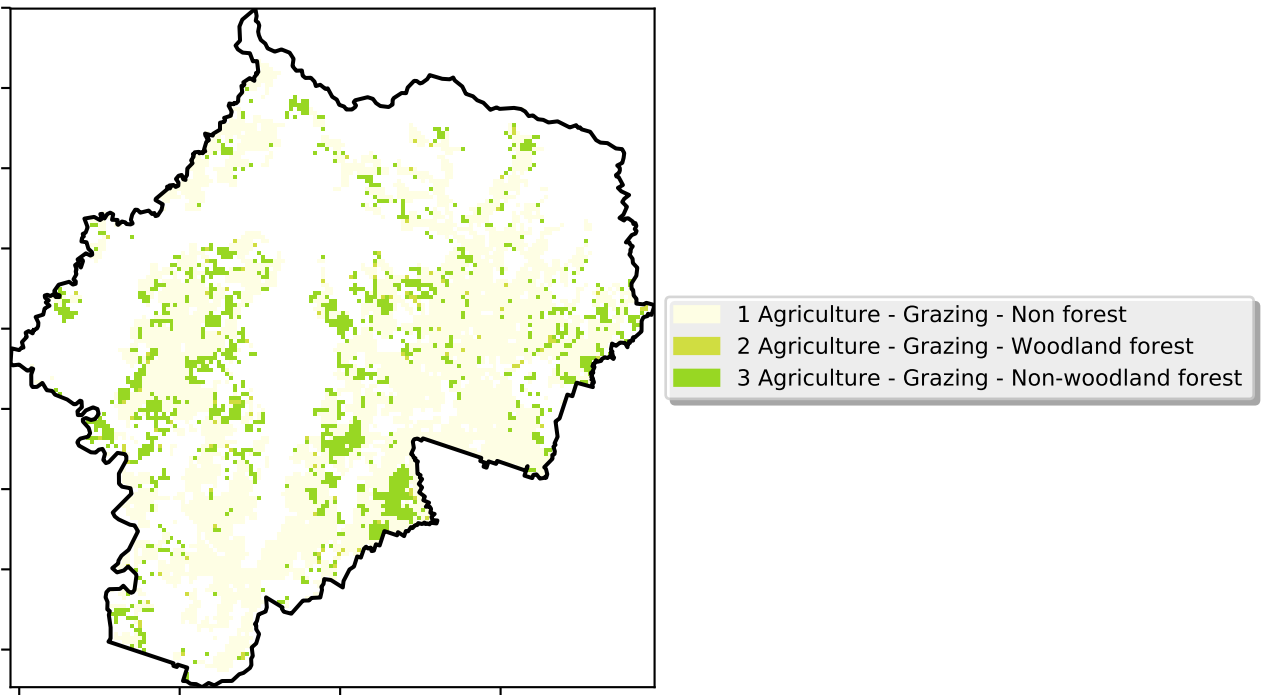 1 Agriculture - Grazing - Non forest
2 Agriculture - Grazing - Woodland forest
3 Agriculture - Grazing - Non-woodland forest